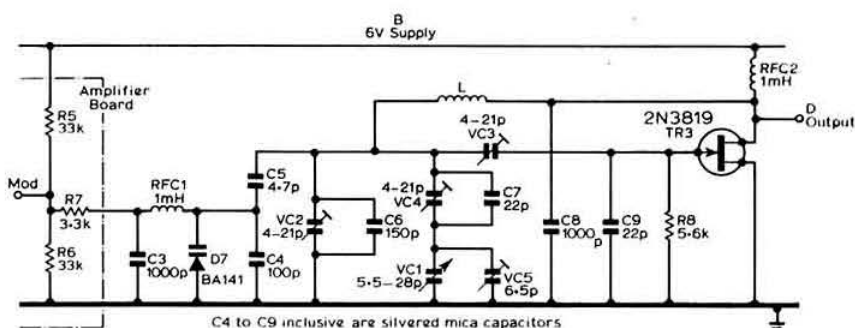 B
6V Supply
Amplifier
Board
R5
33k
Mod
R7
3·3k
R6
33k
RFC1
1mH
C3
1000p
D7
BA141
C5
4·7p
C4
100p
VC2
4-21p
C6
150p
L
4-21p
VC3
4-21p
VC4
C7
22p
VC1
5·5-28p
VC5
6·5p
C8
1000p
C9
22p
R8
5·6k
2N3819
TR3
RFC2
1mH
D
Output
C4 to C9 inclusive are silvered mica capacitors